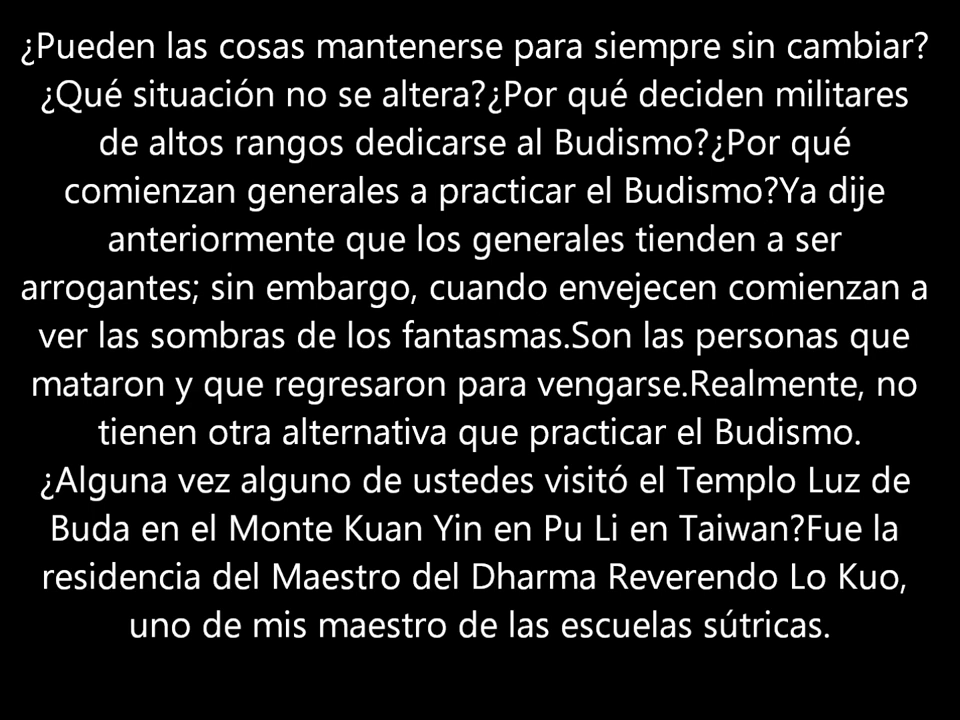 ¿Pueden las cosas mantenerse para siempre sin cambiar?
¿Qué situación no se altera?¿Por qué deciden militares
de altos rangos dedicarse al Budismo?¿Por qué
comienzan generales a practicar el Budismo?Ya dije
anteriormente que los generales tienden a ser
arrogantes; sin embargo, cuando envejecen comienzan a
ver las sombras de los fantasmas.Son las personas que
mataron y que regresaron para vengarse.Realmente, no
tienen otra alternativa que practicar el Budismo.
¿Alguna vez alguno de ustedes visitó el Templo Luz de
Buda en el Monte Kuan Yin en Pu Li en Taiwan?Fue la
residencia del Maestro del Dharma Reverendo Lo Kuo,
uno de mis maestro de las escuelas sútricas.